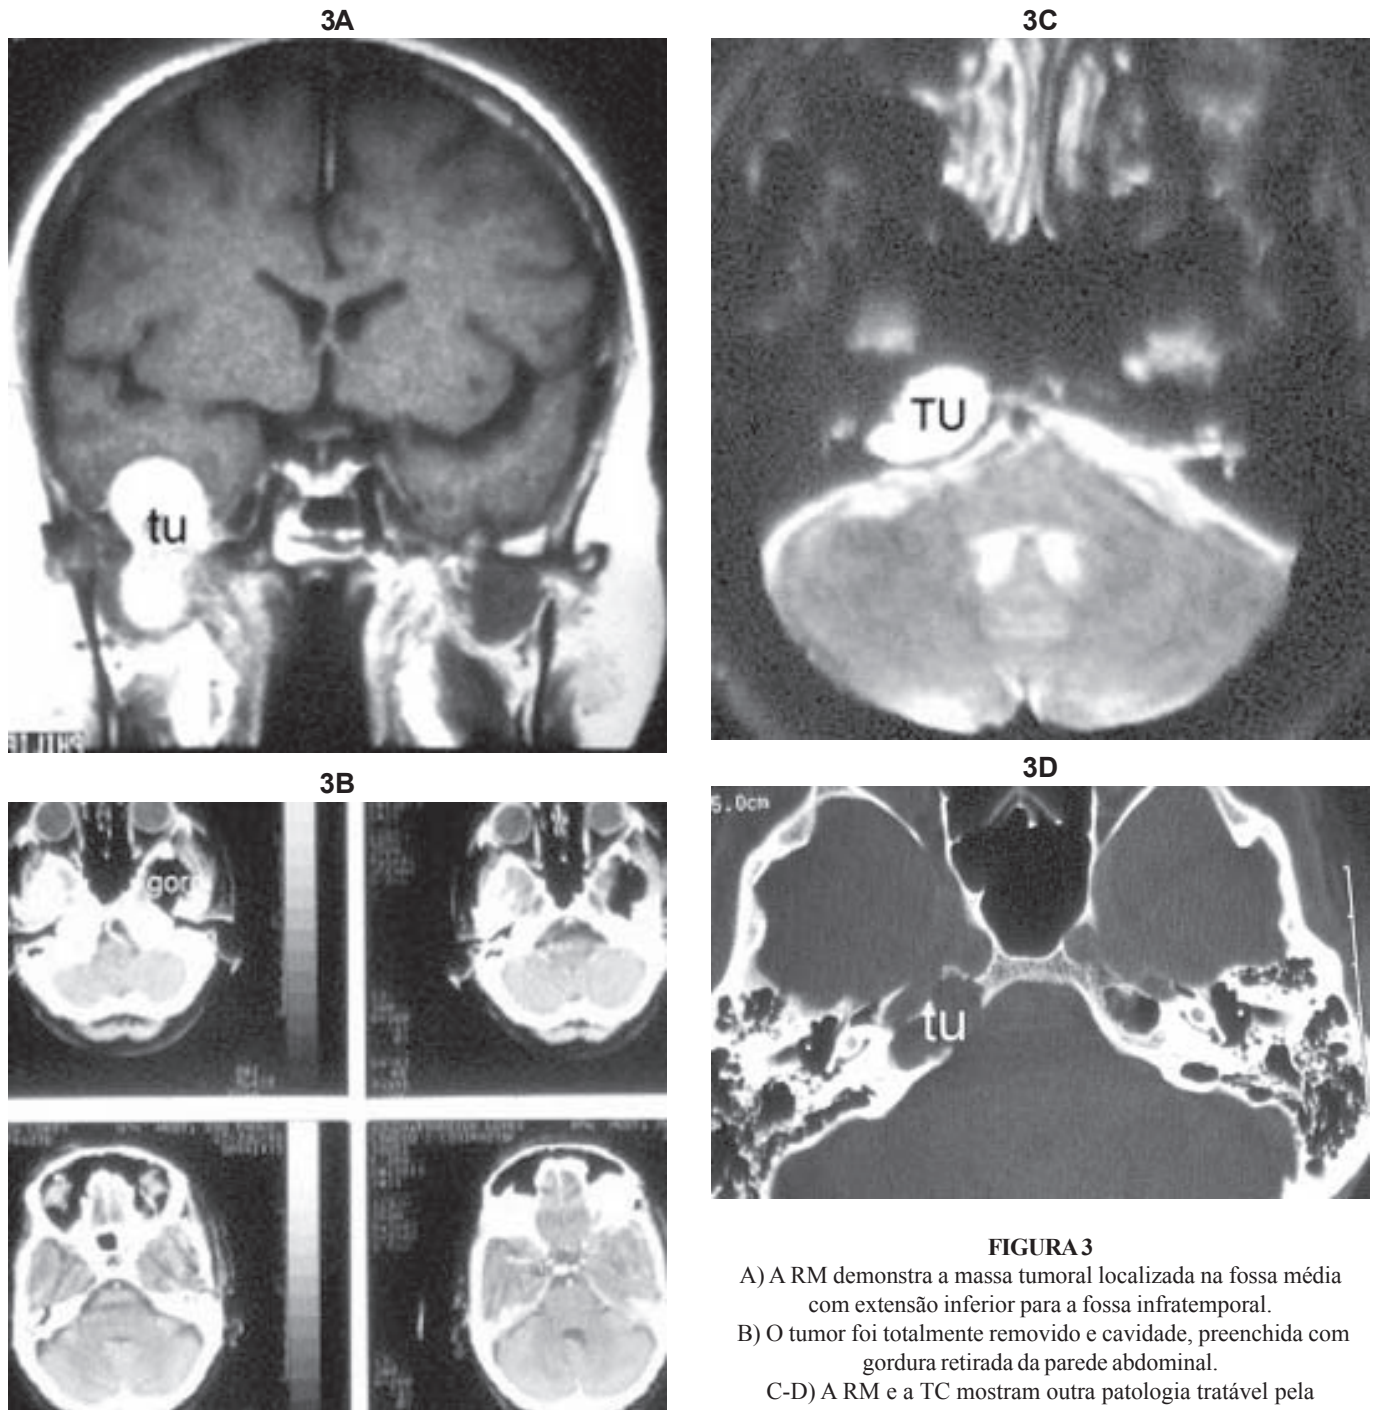 3A
tu
3B
gor
3C
TU
3D
5.0cm
tu
FIGURA 3
A) A RM demonstra a massa tumoral localizada na fossa média
com extensão inferior para a fossa infratemporal.
B) O tumor foi totalmente removido e cavidade, preenchida com
gordura retirada da parede abdominal.
C-D) A RM e a TC mostram outra patologia tratável pela